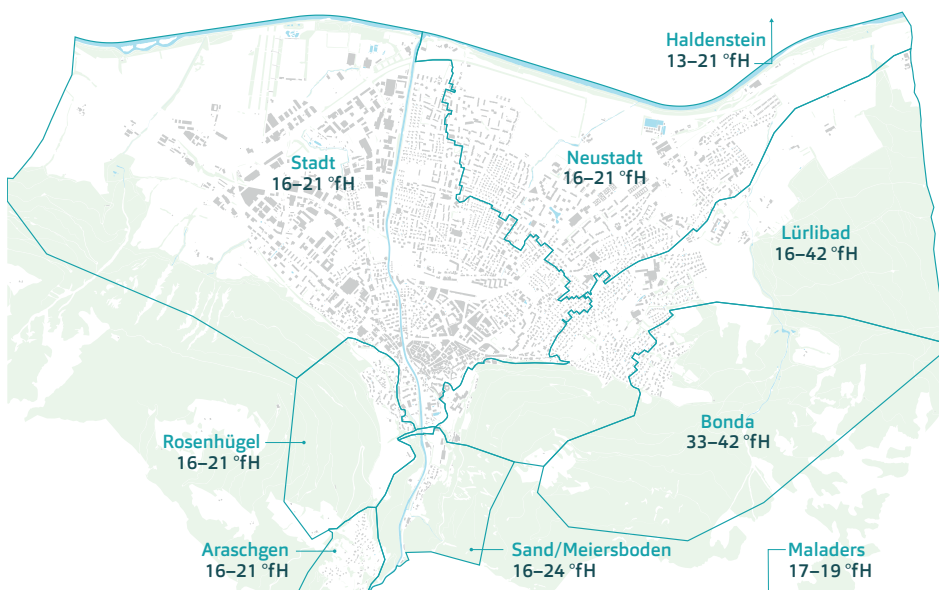 Haldenstein
13–21 °fH
Stadt
16–21 °fH
Neustadt
16–21 °fH
Lürlibad
16–42 °fH
Bonda
33–42 °fH
Rosenhügel
16–21 °fH
Araschgen
16–21 °fH
Sand/Meiersboden
16–24 °fH
Maladers
17–19 °fH